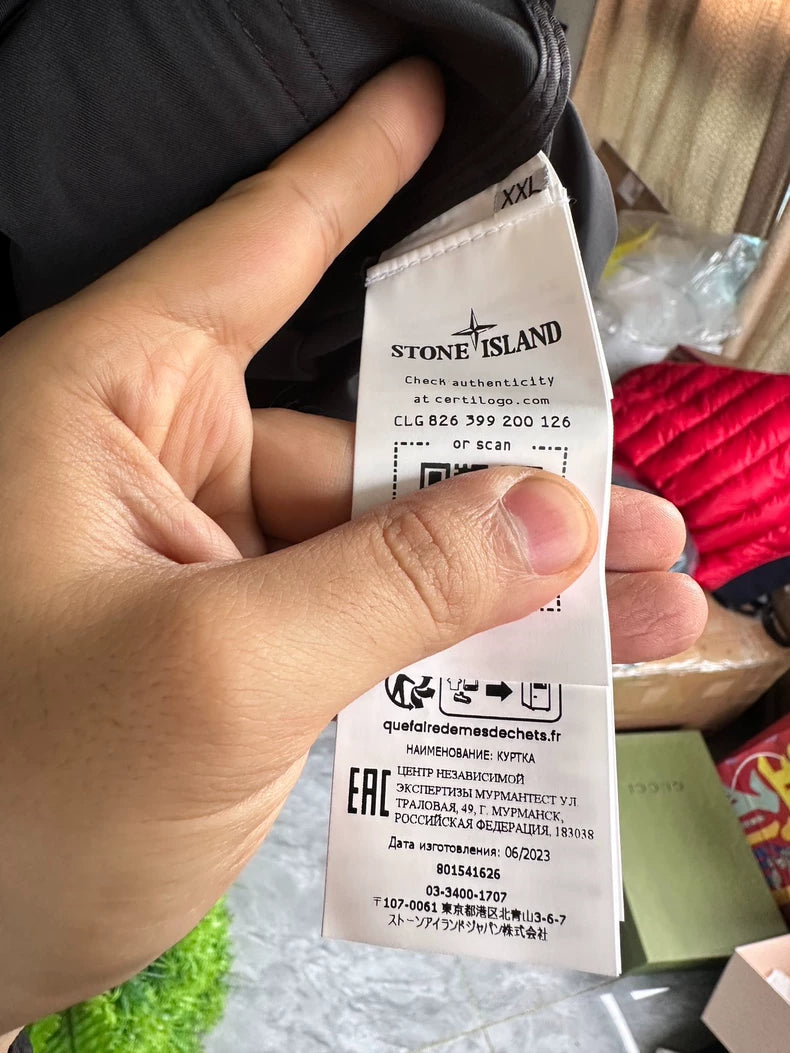 XXL
STONE ISLAND
Check authenticity
at certilogo.com
CLG 826 399 200 126
or scan
quefairedemesdechets.fr
НАИМЕНОВАНИЕ: КУРТКА
EAC
ЦЕНТР НЕЗАВИСИМОЙ
ЭКСПЕРТИЗЫ МУРМАНТЕСТ УЛ
ТРАЛОВАЯ, 49, Г. МУРМАНСК,
РОССИЙСКАЯ ФЕДЕРАЦИЯ, 183038
Дата изготовления: 06/2023
801541626
03-3400-1707
〒107-0061 東京都港区北青山3-6-7
ストーンアイランドジャパン株式会社
GUCCI